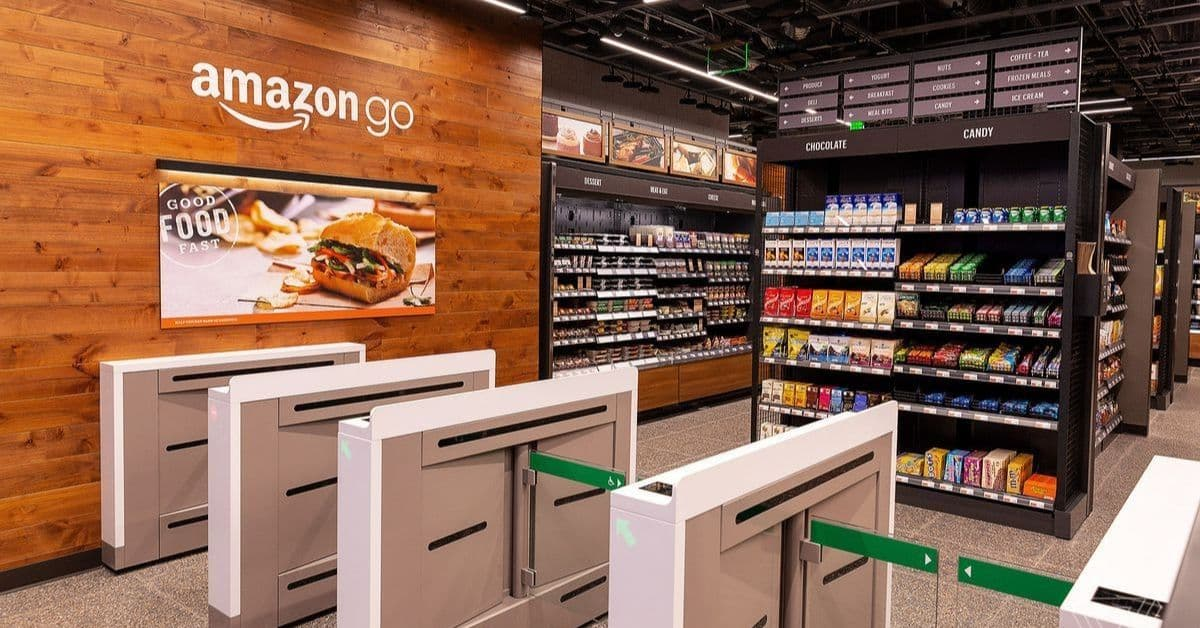 amazon go
GOOD
FOOD
FAST
PRODUCE
DELI
DESSERTS
YOGURT
BREAKFAST
MEAL KITS
NUTS
COOKIES
CANDY
COFFEE - TEA
FROZEN MEALS
ICE CREAM
CHOCOLATE
CANDY
DESSERT
CHEESE